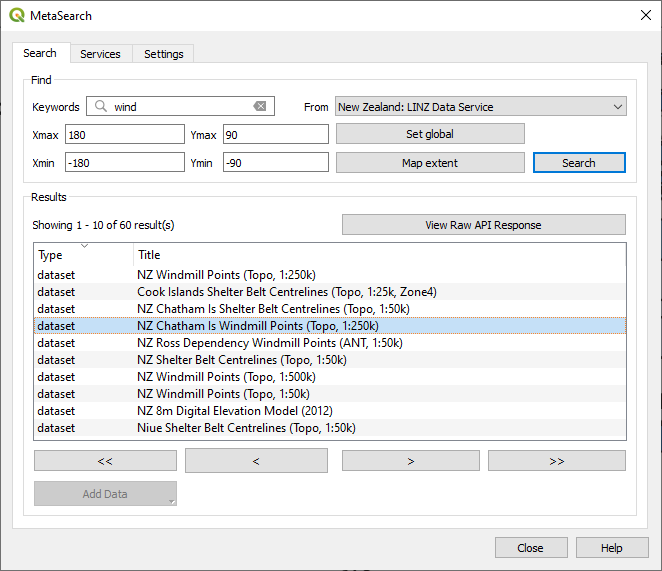 MetaSearch
Search Services Settings
Find
Keywords wind From New Zealand: LINZ Data Service
Xmax 180 Ymax 90 Set global
Xmin -180 Ymin -90 Map extent Search
Results
Showing 1 - 10 of 60 result(s) View Raw API Response
Type Title
dataset NZ Windmill Points (Topo, 1:250k)
dataset Cook Islands Shelter Belt Centrelines (Topo, 1:25k, Zone4)
dataset NZ Chatham Is Shelter Belt Centrelines (Topo, 1:50k)
dataset NZ Chatham Is Windmill Points (Topo, 1:250k)
dataset NZ Ross Dependency Windmill Points (ANT, 1:50k)
dataset NZ Shelter Belt Centrelines (Topo, 1:50k)
dataset NZ Windmill Points (Topo, 1:500k)
dataset NZ Windmill Points (Topo, 1:50k)
dataset NZ 8m Digital Elevation Model (2012)
dataset Niue Shelter Belt Centrelines (Topo, 1:50k)
<< < > >>
Add Data
Close Help